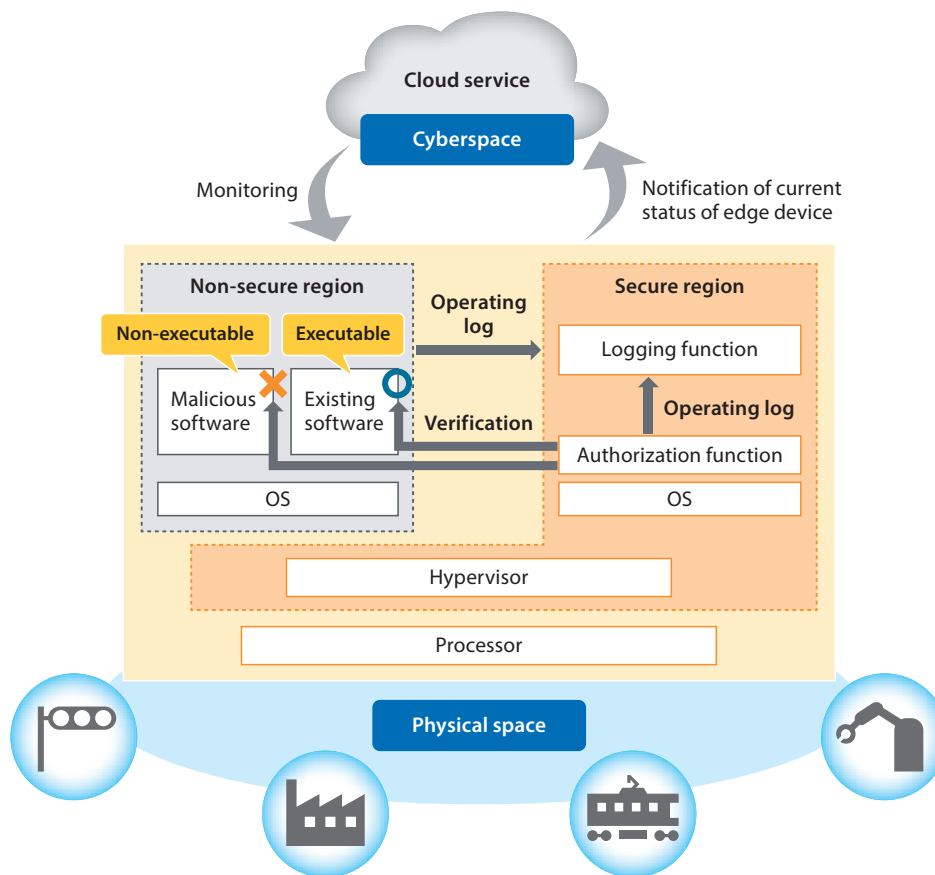 Cloud service
Cyberspace
Monitoring
Notification of current
status of edge device
Non-secure region
Secure region
Operating
log
Non-executable
Executable
Logging function
Malicious
software
Existing
software
Operating log
Verification
Authorization function
OS
OS
Hypervisor
Processor
Physical space